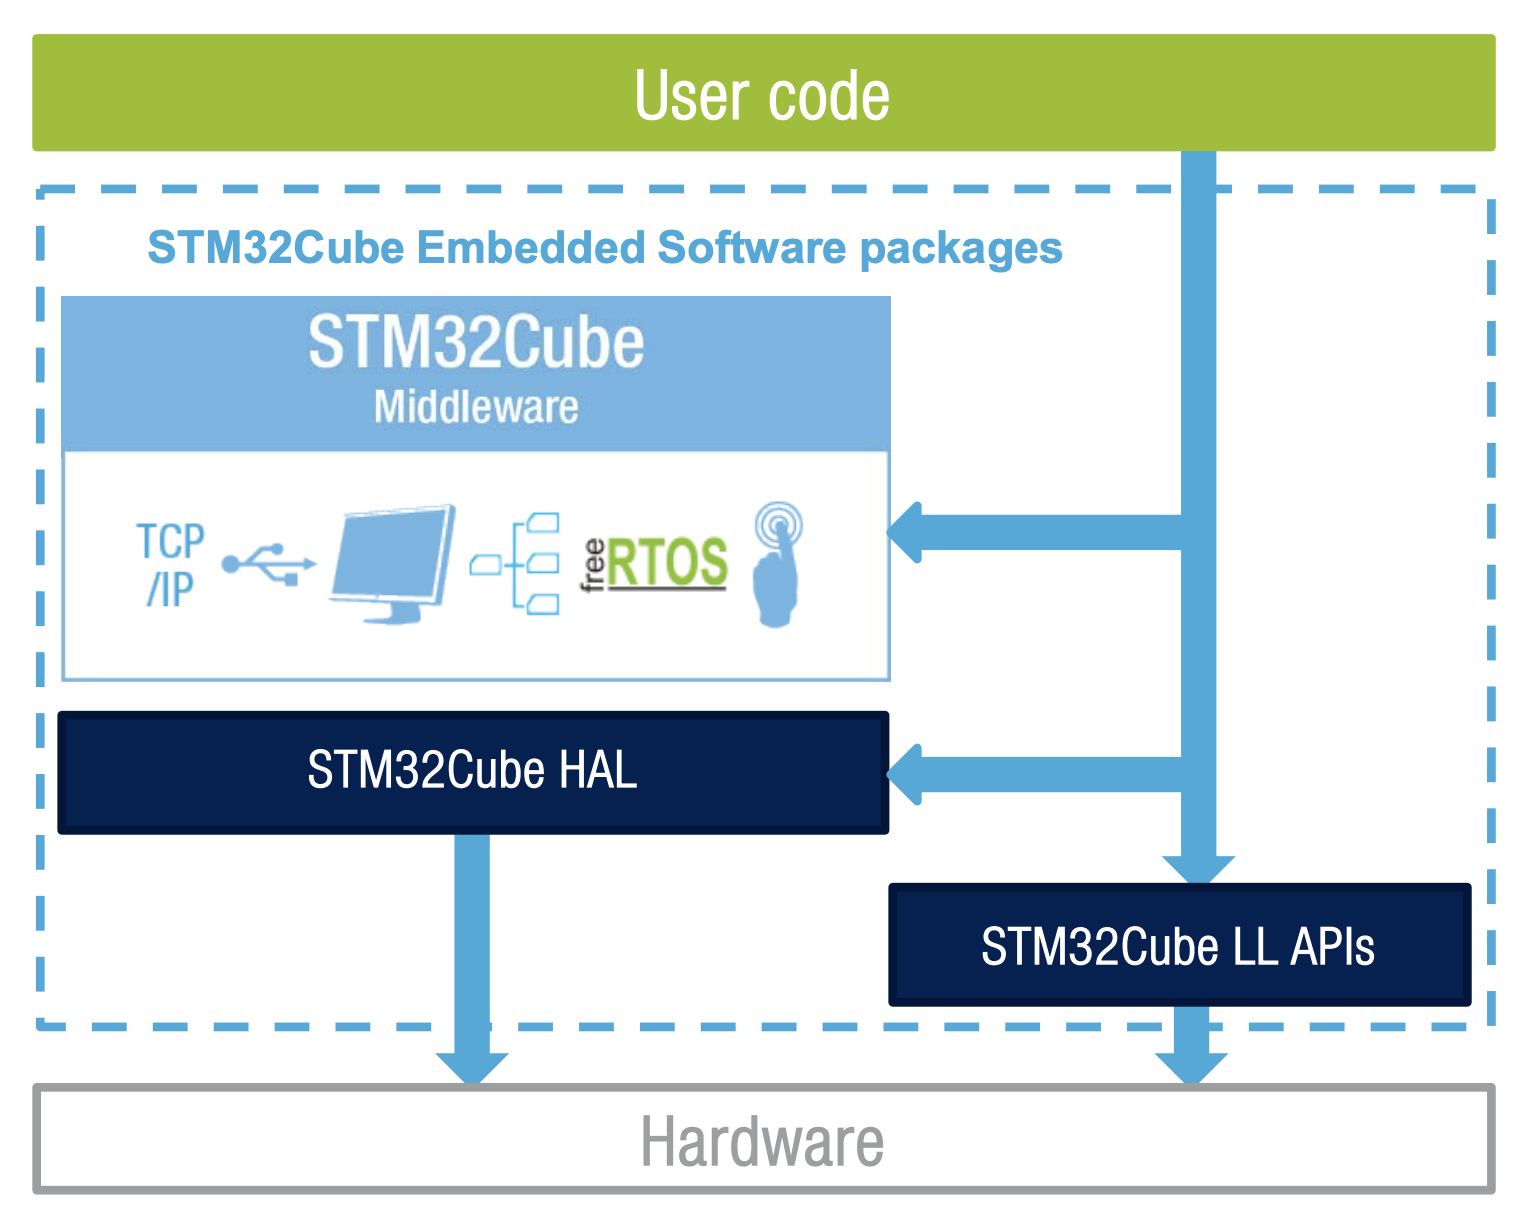 User code
STM32Cube Embedded Software packages
STM32Cube
Middleware
TCP
/IP
free RTOS
STM32Cube HAL
STM32Cube LL APIs
Hardware